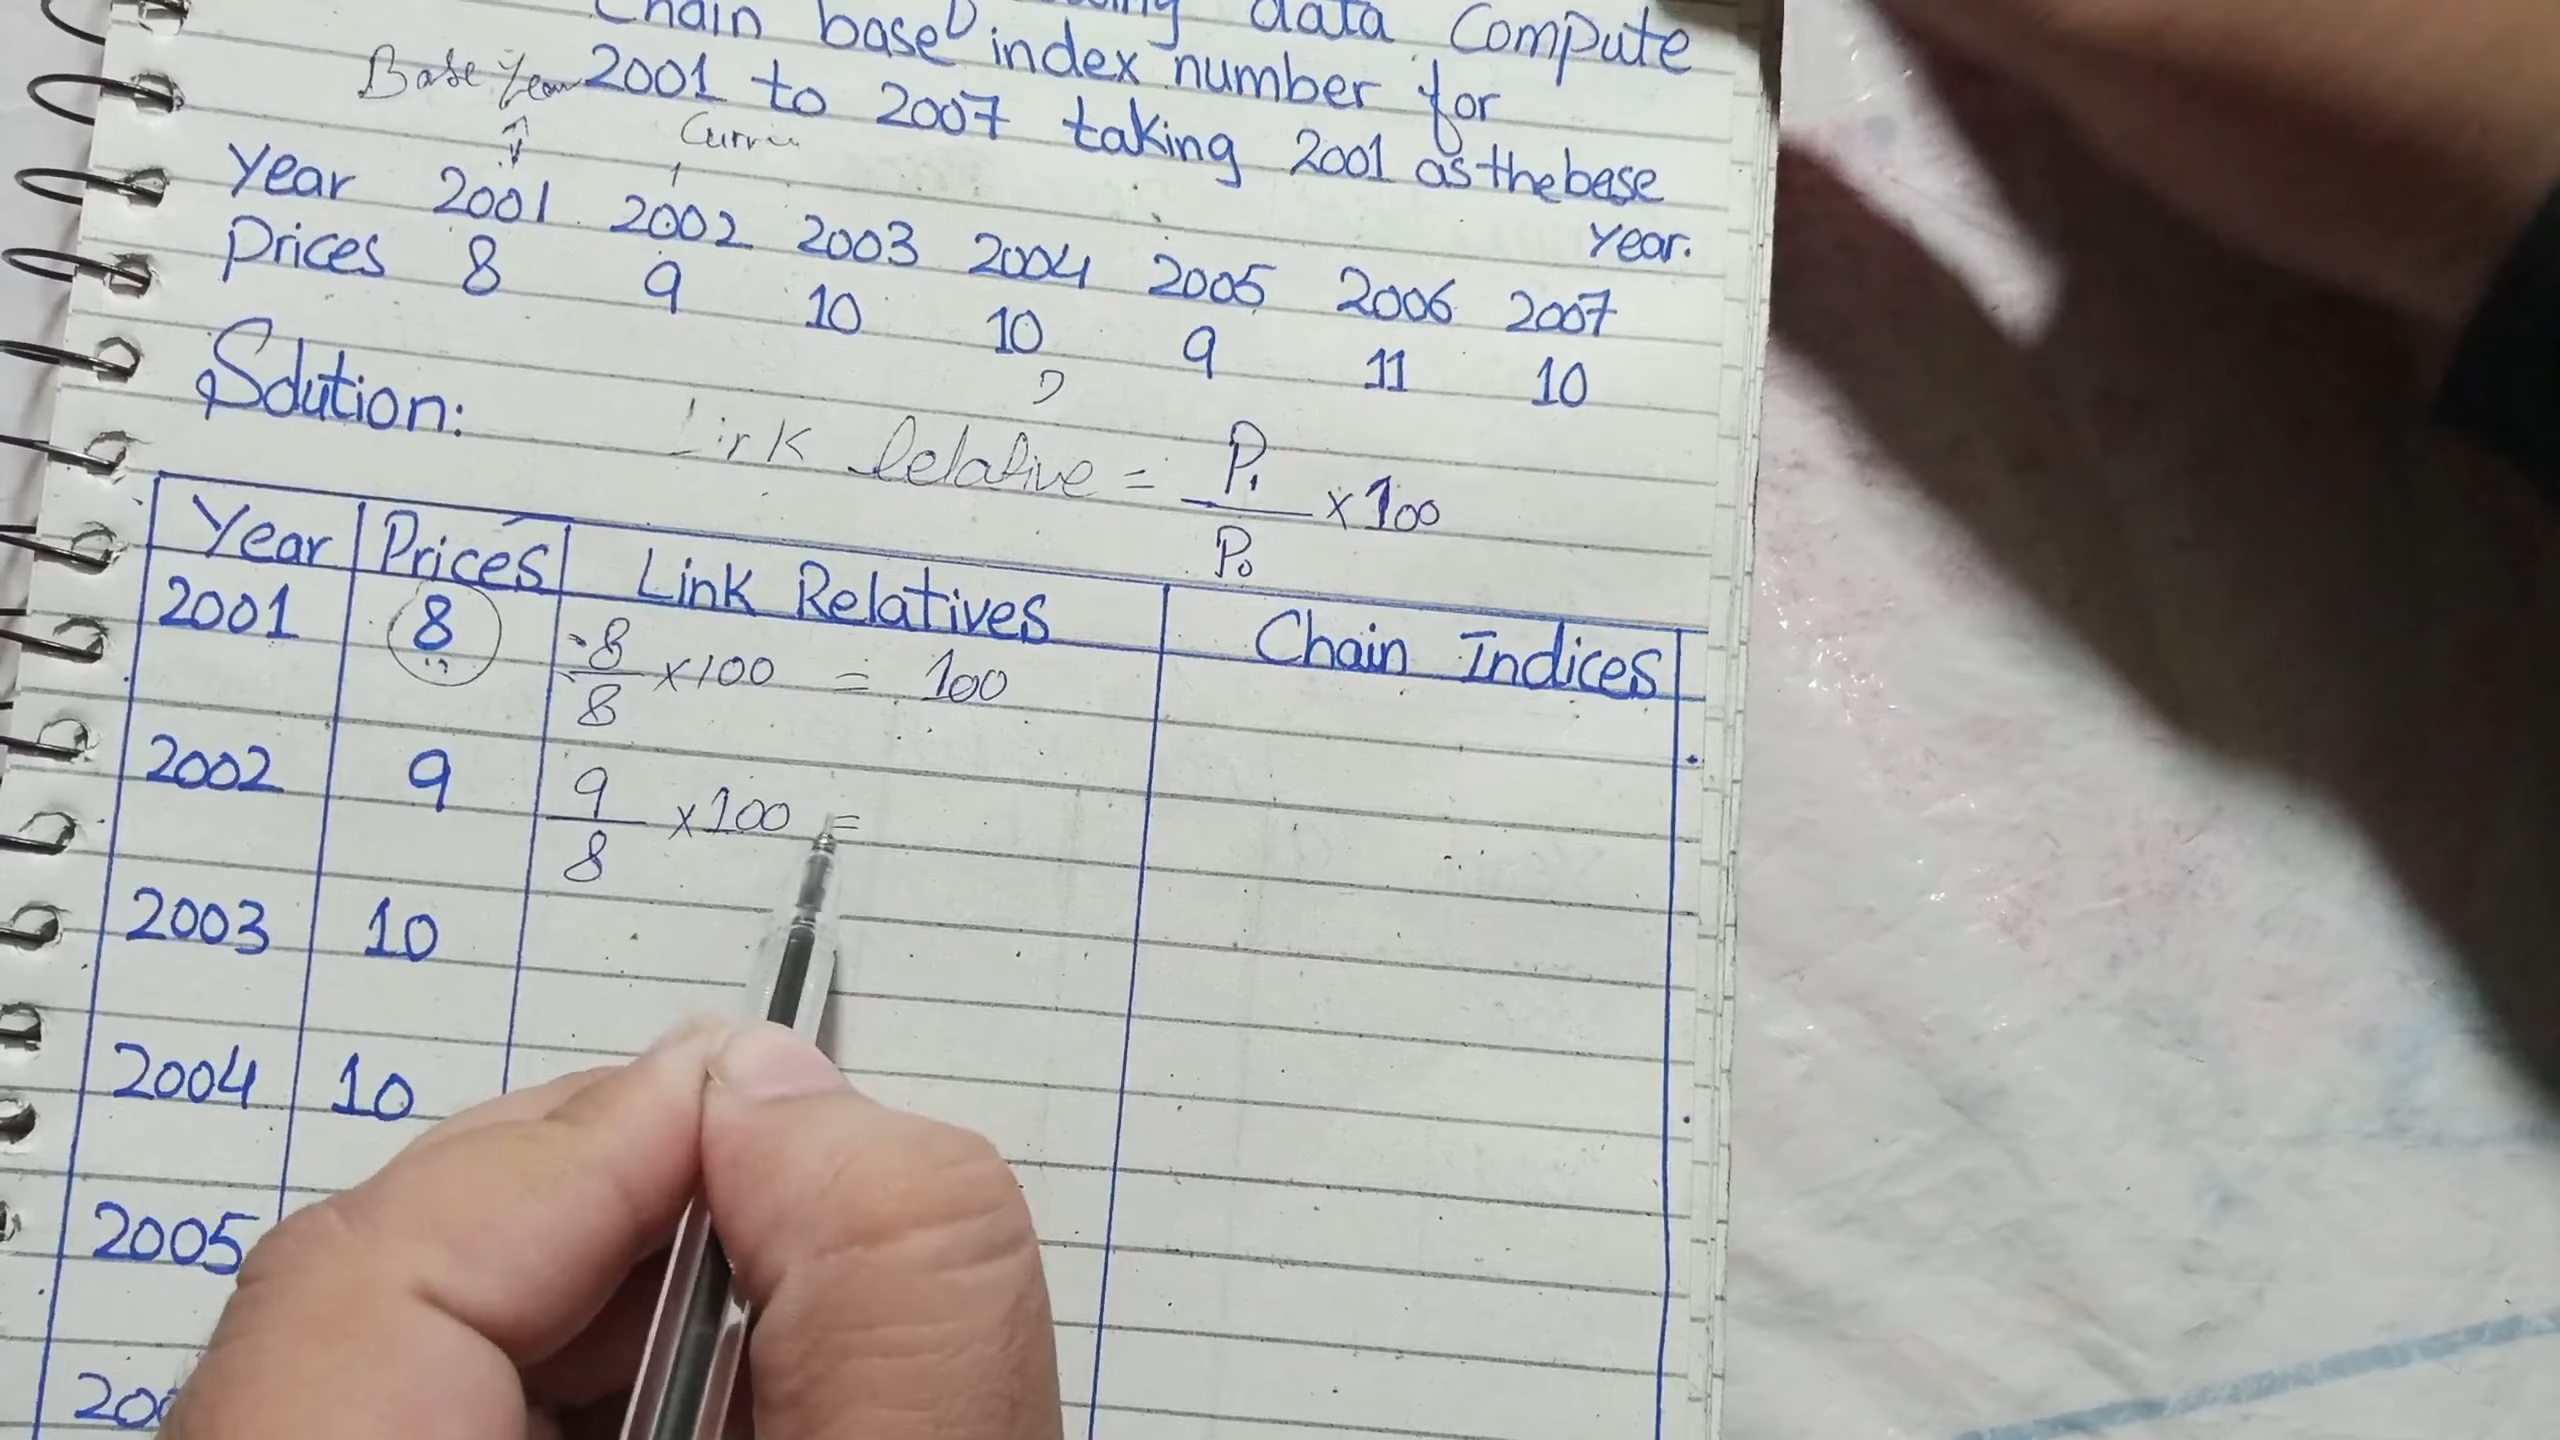 data Compute
Chain base index number for
Base Year 2001 to 2007 taking 2001 as the base
Year.
Year 2001 2002 2003 2004 2005 2006 2007
Prices 8 9 10 10 9 11 10
Solution:
Link Relative = P₁/P₀ × 100
Year Prices Link Relatives Chain Indices
2001 8 8/8 ×100 = 100
2002 9 9/8 ×100 =
2003 10
2004 10
2005